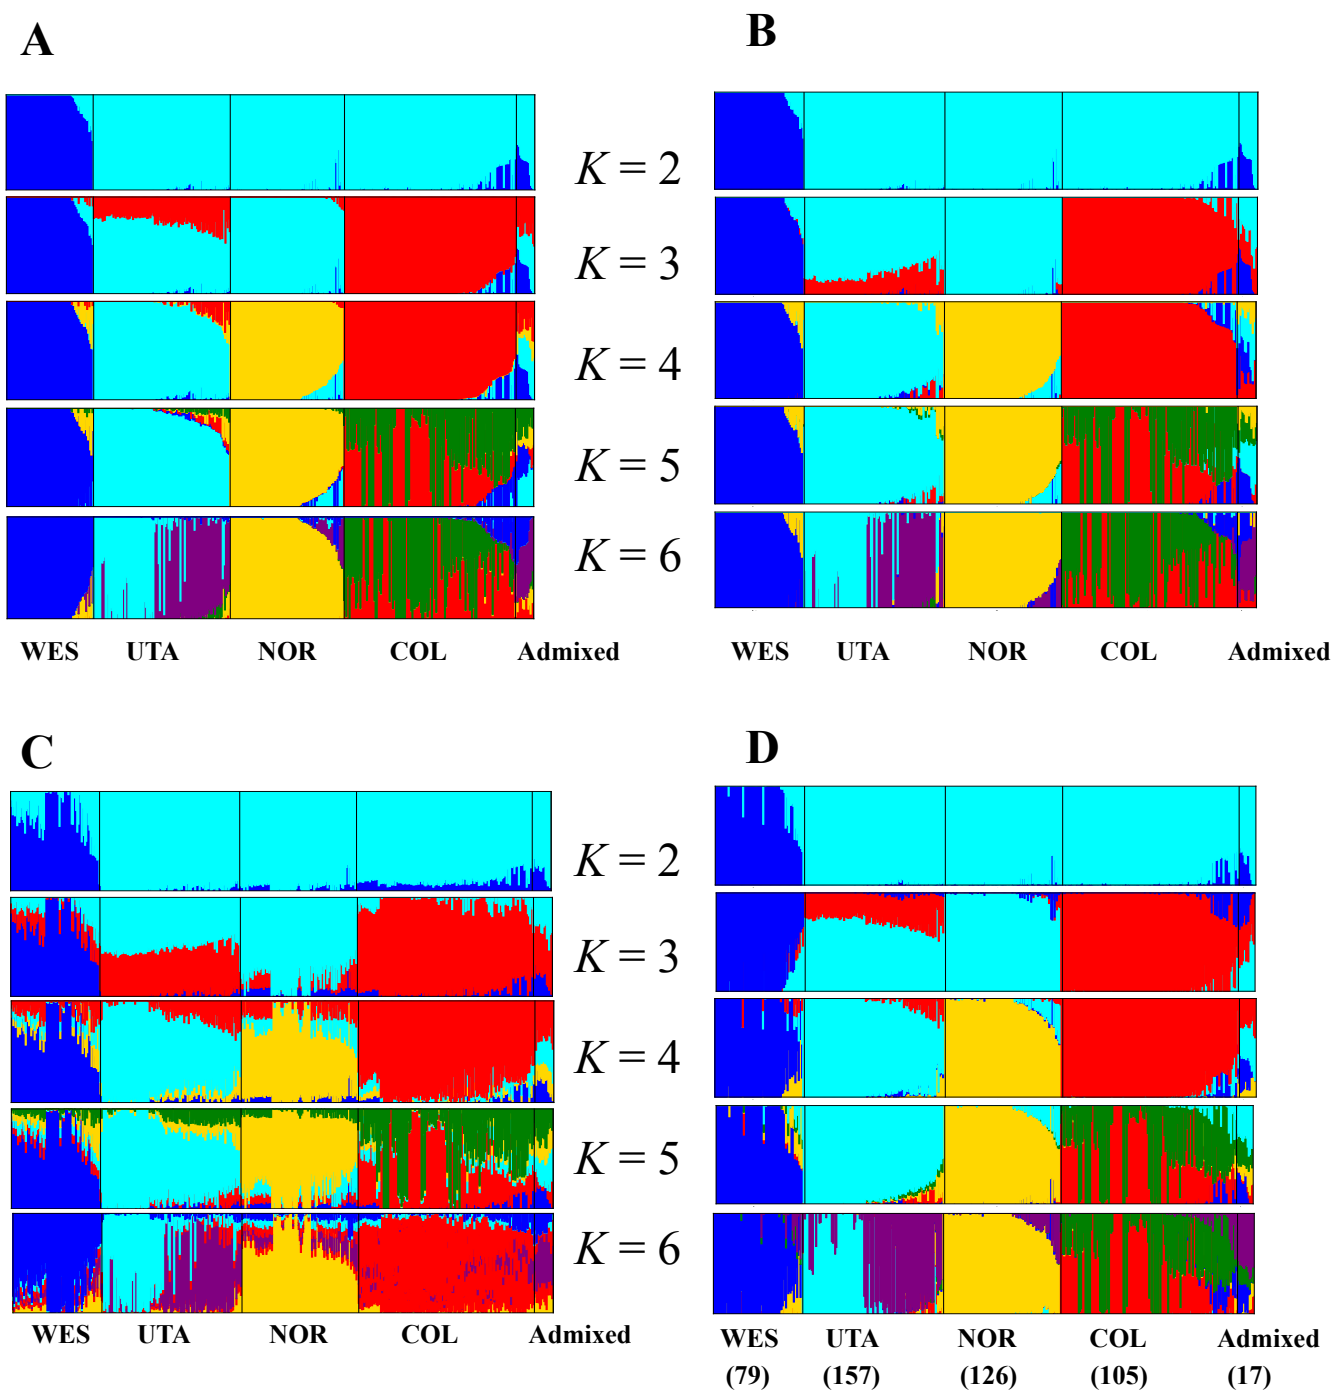 A
B
K = 2
K = 3
K = 4
K = 5
K = 6
WES UTA NOR COL Admixed
WES UTA NOR COL Admixed
C
D
K = 2
K = 3
K = 4
K = 5
K = 6
WES UTA NOR COL Admixed
WES UTA NOR COL Admixed
(79) (157) (126) (105) (17)